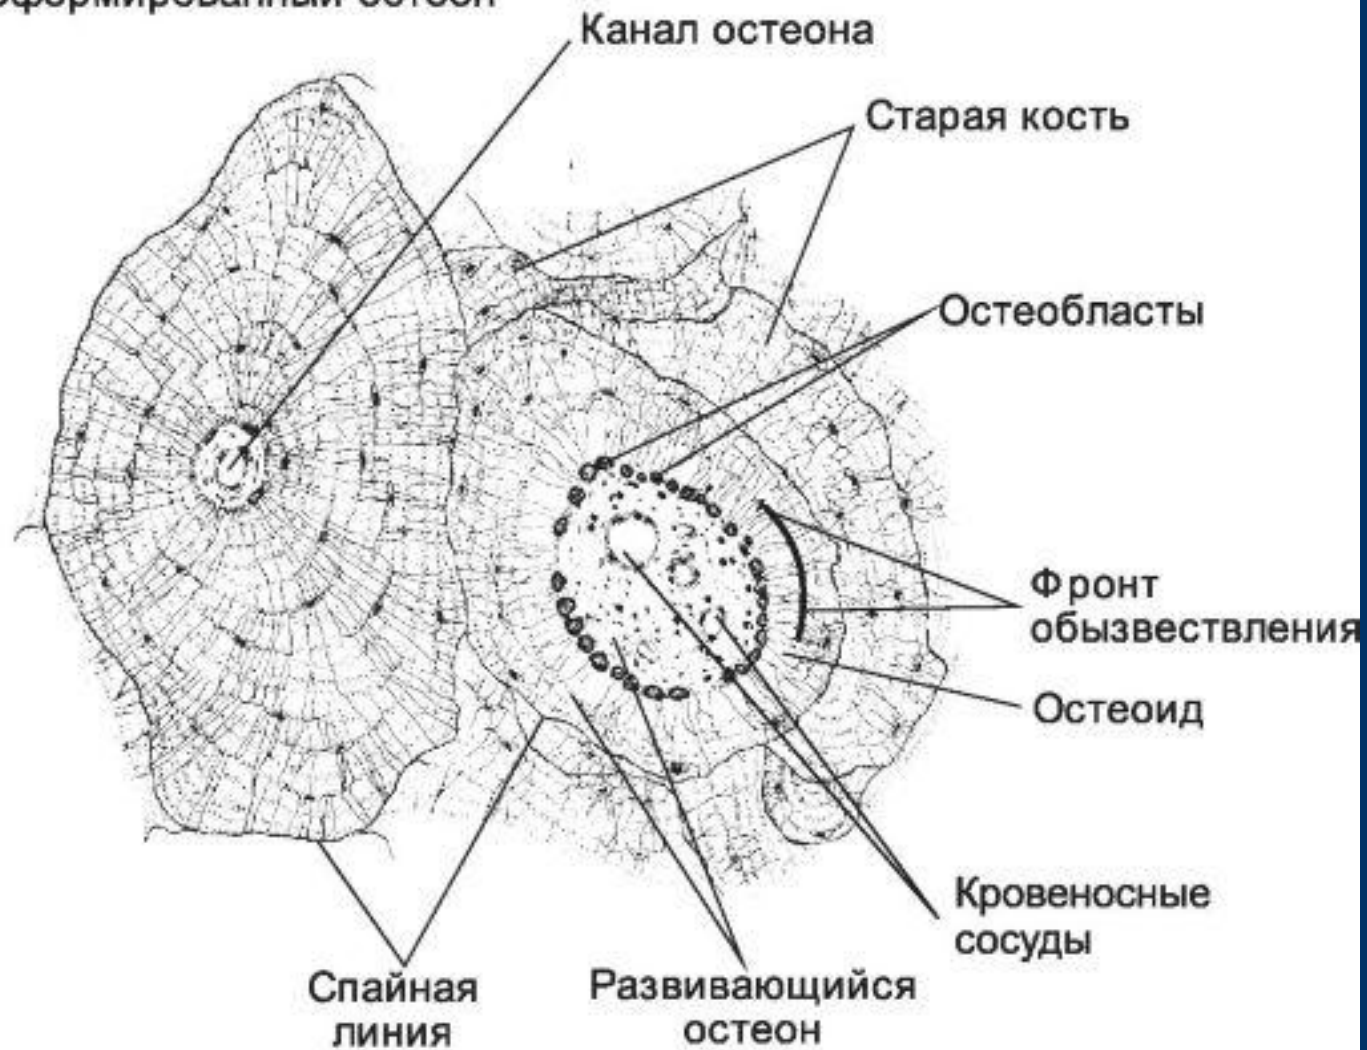 Канал остеона
Старая кость
Остеобласты
Фронт
обызвествления
Остеоид
Кровеносные
сосуды
Спайная
линия
Развивающийся
остеон